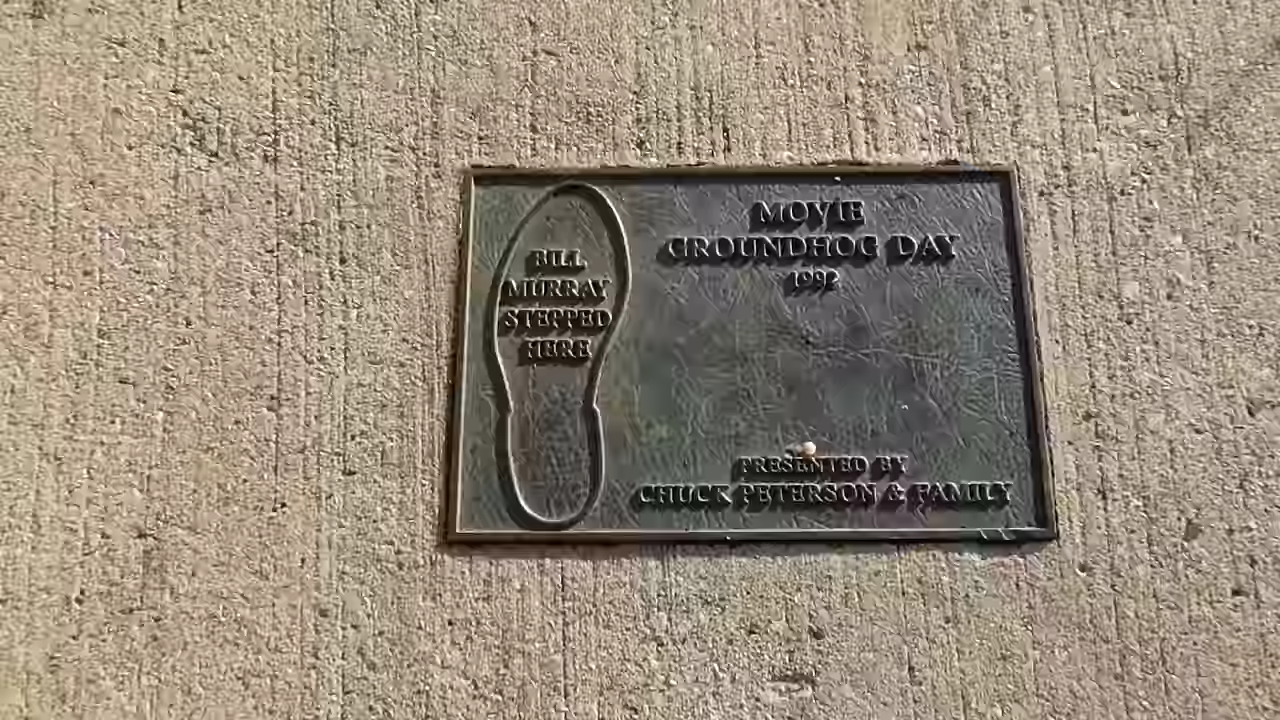 BILL
MURRAY
STEPPED
HERE
MOVIE
GROUNDHOG DAY
1992
PRESENTED BY
CHUCK PETERSON & FAMILY